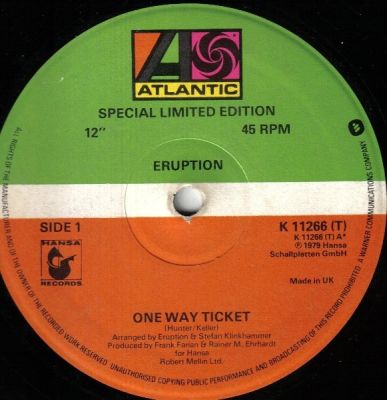 ATLANTIC
SPECIAL LIMITED EDITION
12" 45 RPM
ERUPTION
SIDE 1
HANSA
RECORDS
K 11266 (T)
K 11266 (T) A*
℗ 1979 Hansa
Schallplatten GmbH
Made in UK
ONE WAY TICKET
(Hunter/Keller)
Arranged by Eruption & Stefan Klinkhammer
Produced by Frank Farian & Rainer M. Ehrhardt
for Hansa
Robert Mellin Ltd.
ALL RIGHTS OF THE MANUFACTURER AND OF THE OWNER OF THE RECORDED WORK RESERVED. UNAUTHORISED COPYING PUBLIC PERFORMANCE AND BROADCASTING OF THIS RECORD PROHIBITED. A WARNER COMMUNICATIONS COMPANY